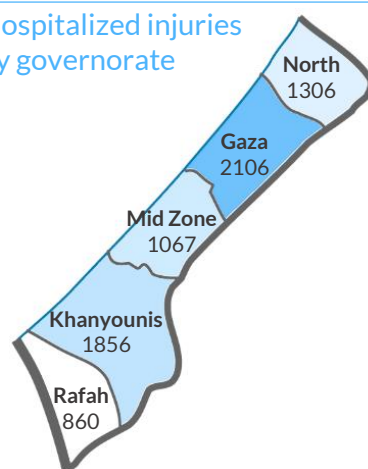 ospitalized injuries
y governorate
North
1306
Gaza
2106
Mid Zone
1067
Khanyounis
1856
Rafah
860